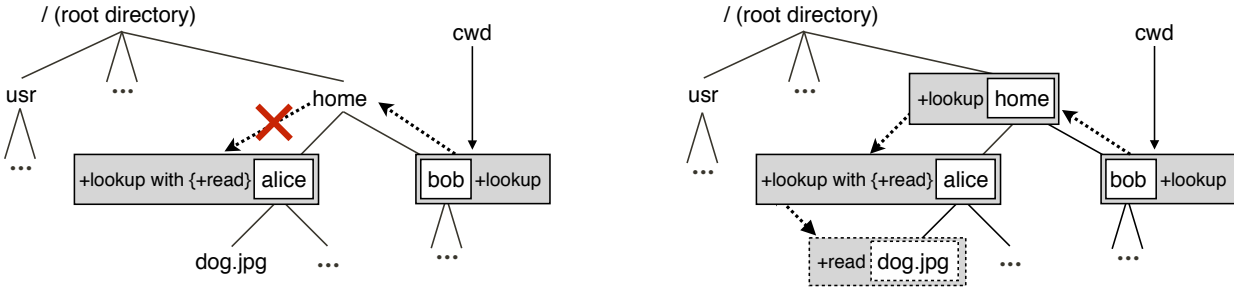 / (root directory)
cwd
usr
...
home
+lookup with {+read} alice
bob +lookup
...
dog.jpg
...
...
/ (root directory)
cwd
usr
...
+lookup home
+lookup with {+read} alice
bob +lookup
...
+read dog.jpg
...
...